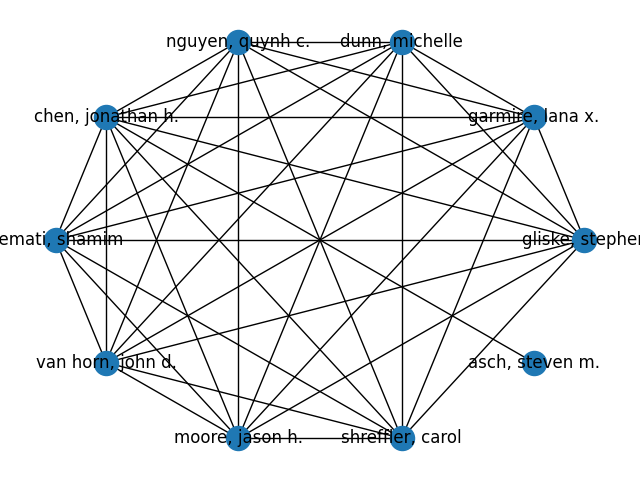 nguyen, quynh c.
dunn, michelle
chen, jonathan h.
garmire, lana x.
emati, shamim
gliske, stephen
van horn, john d.
asch, steven m.
moore, jason h.
shreffler, carol